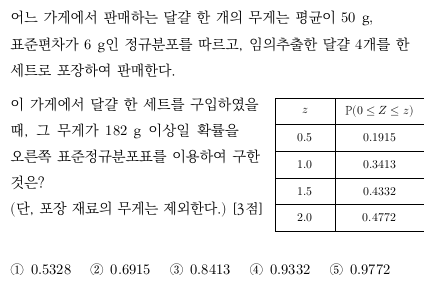 어느 가게에서 판매하는 달걀 한 개의 무게는 평균이 50 g,
표준편차가 6 g인 정규분포를 따르고, 임의추출한 달걀 4개를 한
세트로 포장하여 판매한다.
이 가게에서 달걀 한 세트를 구입하였을
때, 그 무게가 182 g 이상일 확률을
오른쪽 표준정규분포표를 이용하여 구한
것은?
(단, 포장 재료의 무게는 제외한다.) [3점]
z P(0 ≤ Z ≤ z)
0.5 0.1915
1.0 0.3413
1.5 0.4332
2.0 0.4772
① 0.5328 ② 0.6915 ③ 0.8413 ④ 0.9332 ⑤ 0.9772